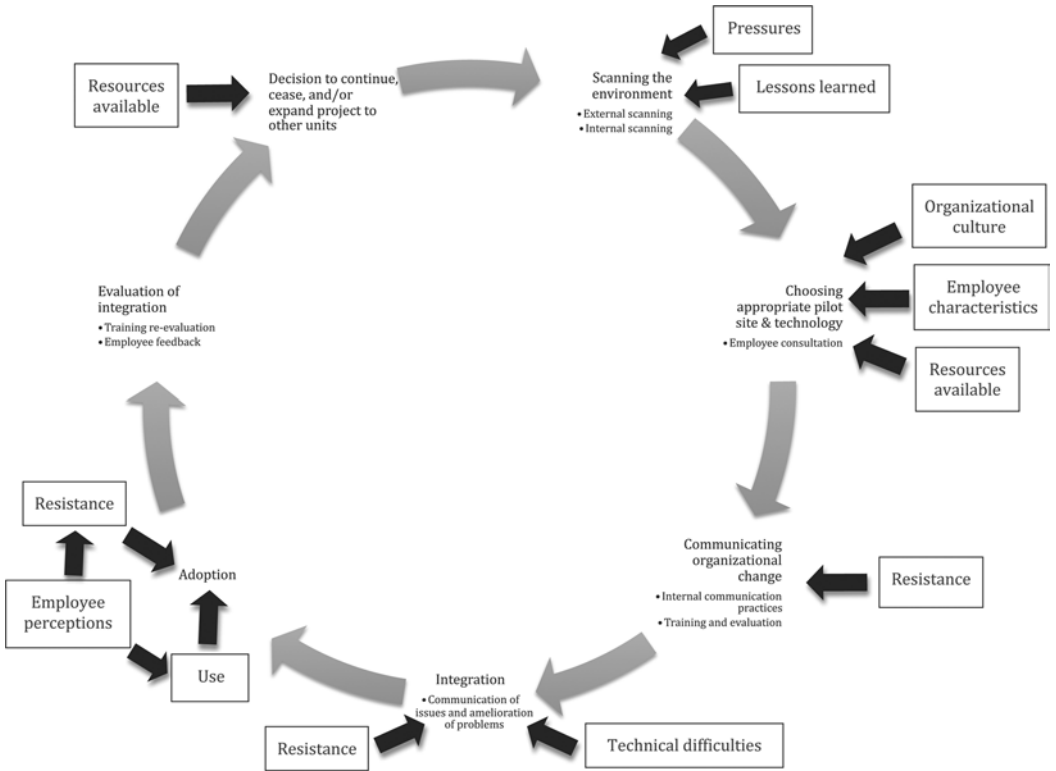 Pressures
Resources
available
Decision to continue,
cease, and/or
expand project to
other units
Scanning the
environment
• External scanning
• Internal scanning
Lessons learned
Organizational
culture
Choosing
appropriate pilot
site & technology
• Employee consultation
Employee
characteristics
Resources
available
Evaluation of
integration
• Training re-evaluation
• Employee feedback
Communicating
organizational
change
• Internal communication
practices
• Training and evaluation
Resistance
Resistance
Adoption
Employee
perceptions
Use
Integration
• Communication of
issues and amelioration
of problems
Resistance
Technical difficulties